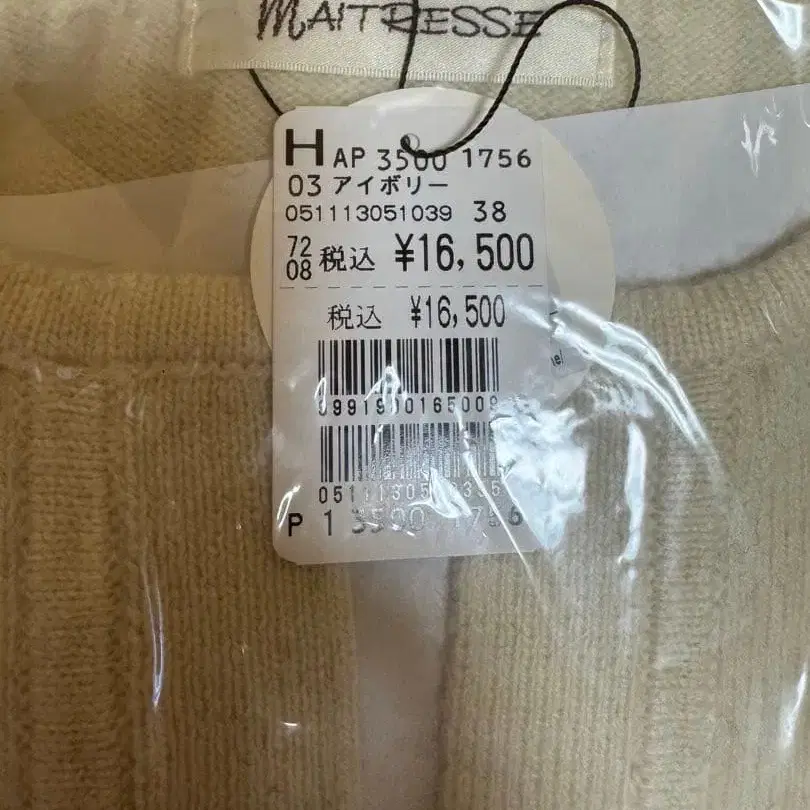 MAITRESSE
H AP 3500 1756
03 アイボリー
051113051039 38
72 08 税込 ¥16,500
税込 ¥16,500
P 1 3500 1756